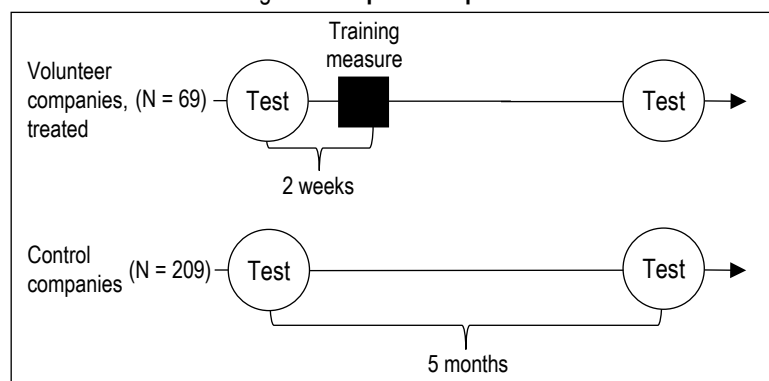 Training
measure
Volunteer
companies, (N = 69)
treated
Test
Test
2 weeks
Control
companies (N = 209)
Test
Test
5 months